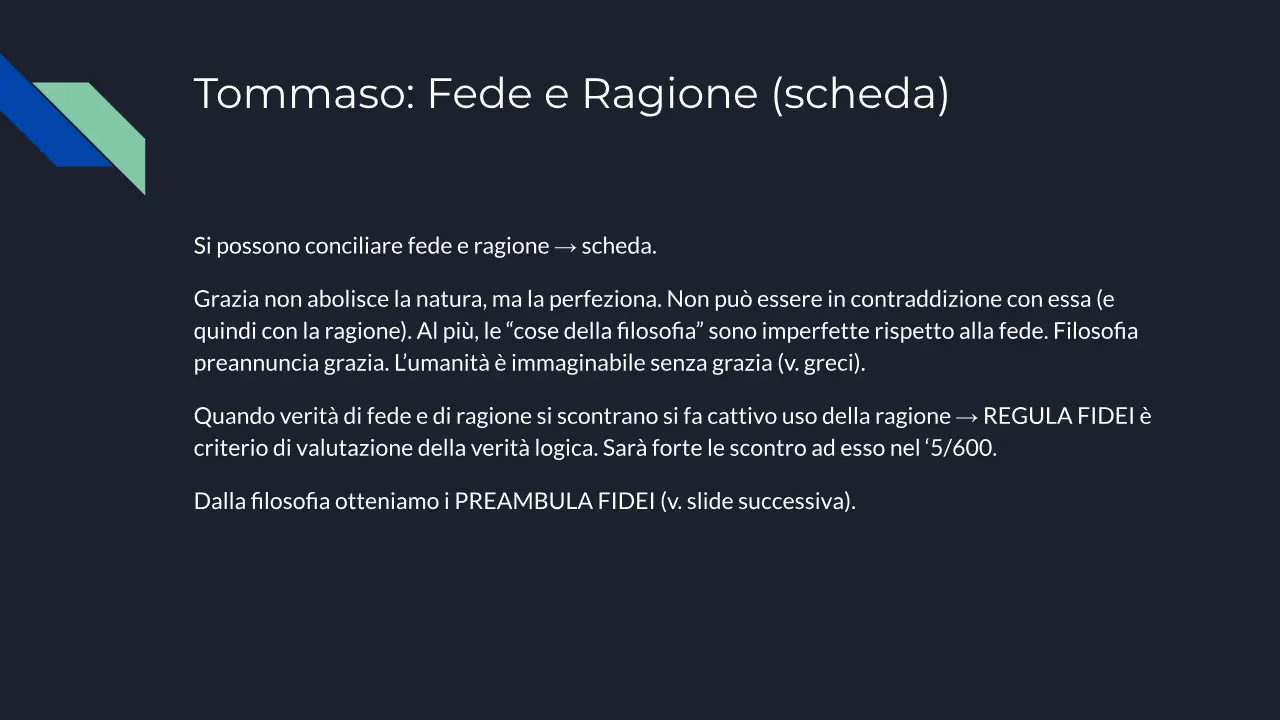 Tommaso: Fede e Ragione (scheda)
Si possono conciliare fede e ragione → scheda.
Grazia non abolisce la natura, ma la perfeziona. Non può essere in contraddizione con essa (e
quindi con la ragione). Al più, le “cose della filosofia” sono imperfette rispetto alla fede. Filosofia
preannuncia grazia. L’umanità è immaginabile senza grazia (v. greci).
Quando verità di fede e di ragione si scontrano si fa cattivo uso della ragione → REGULA FIDEI è
criterio di valutazione della verità logica. Sarà forte le scontro ad esso nel ‘5/600.
Dalla filosofia otteniamo i PREAMBULA FIDEI (v. slide successiva).